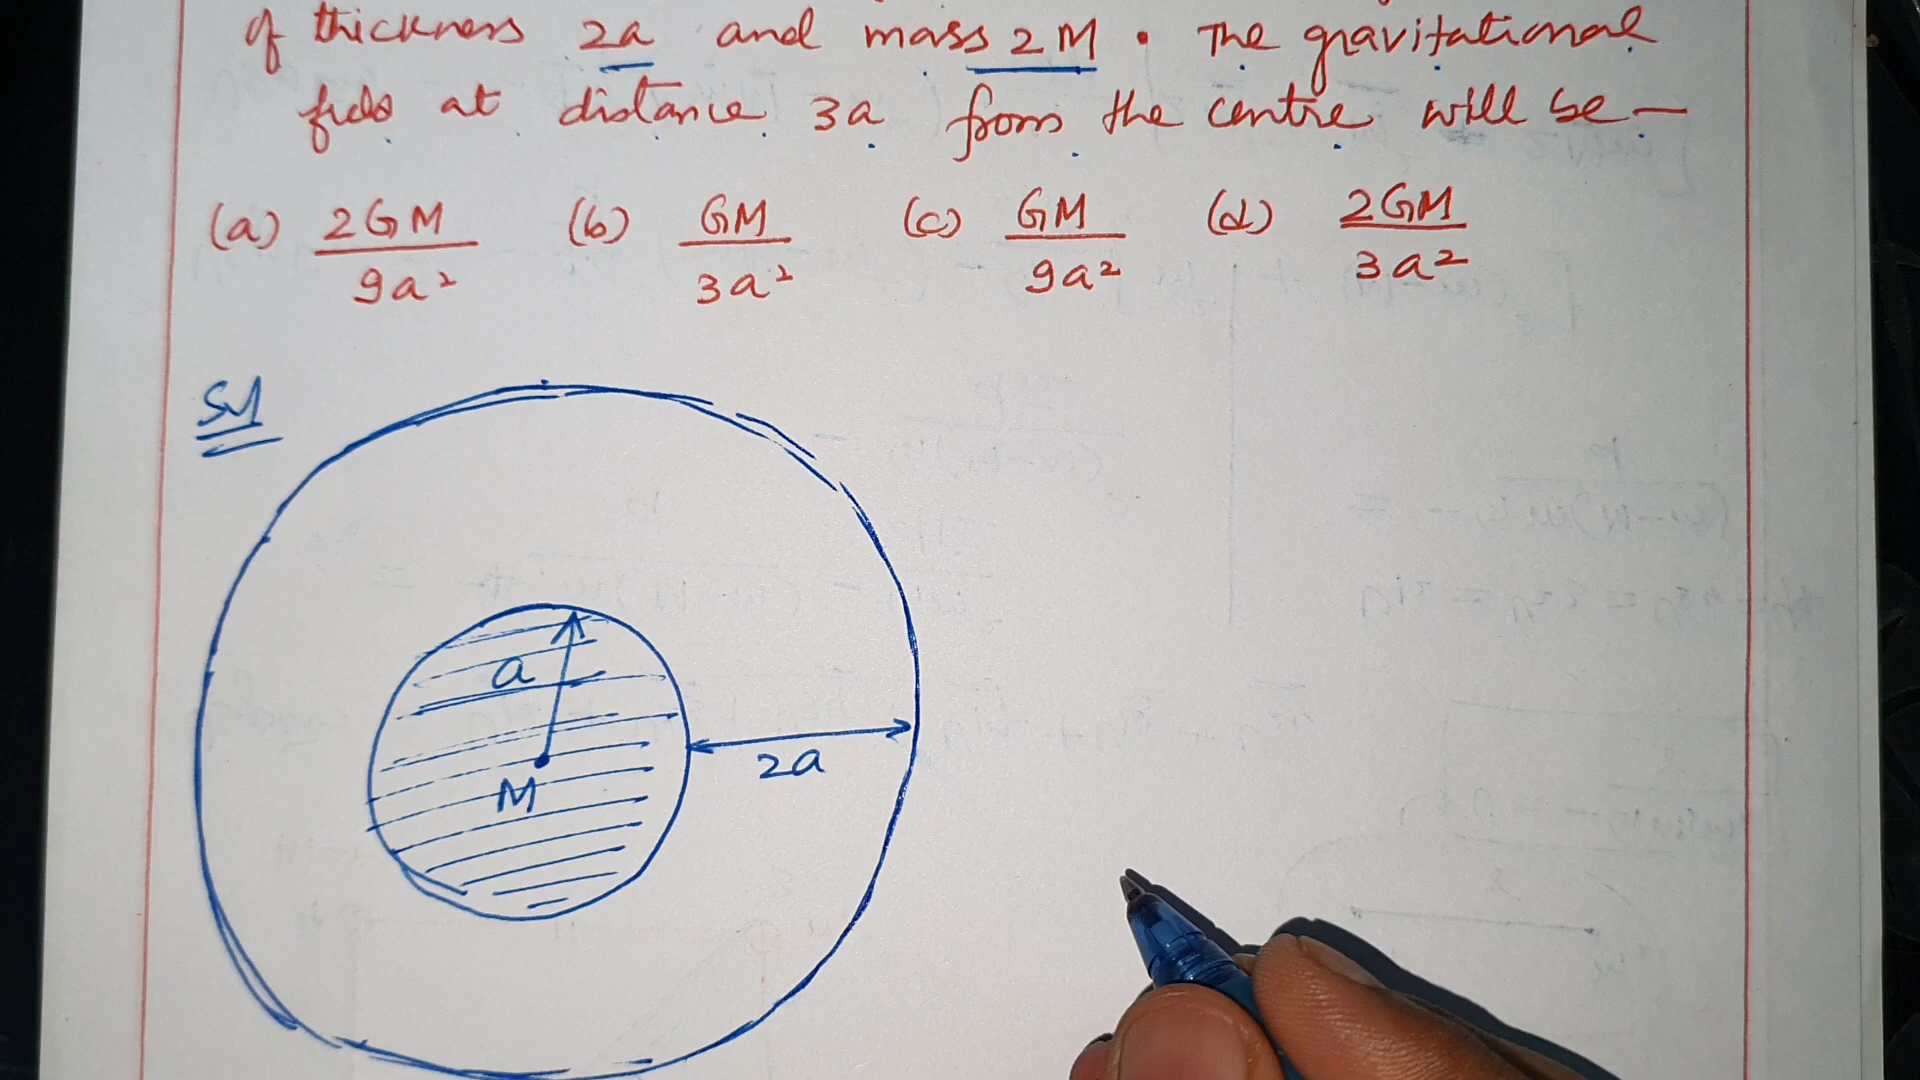 of thickness 2a and mass 2M. The gravitational
field at distance 3a from the centre will be—
(a) 2GM/9a² (b) GM/3a² (c) GM/9a² (d) 2GM/3a²
Sol
a
2a
M